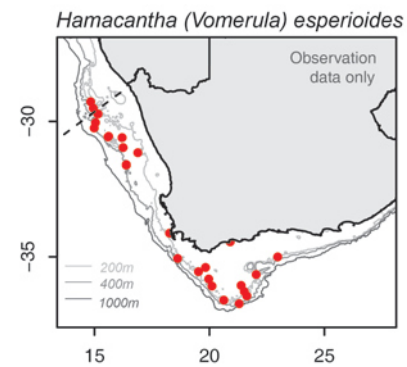 Hamacantha (Vomerula) esperioides
Observation
data only
−30
−35
200m
400m
1000m
15 20 25